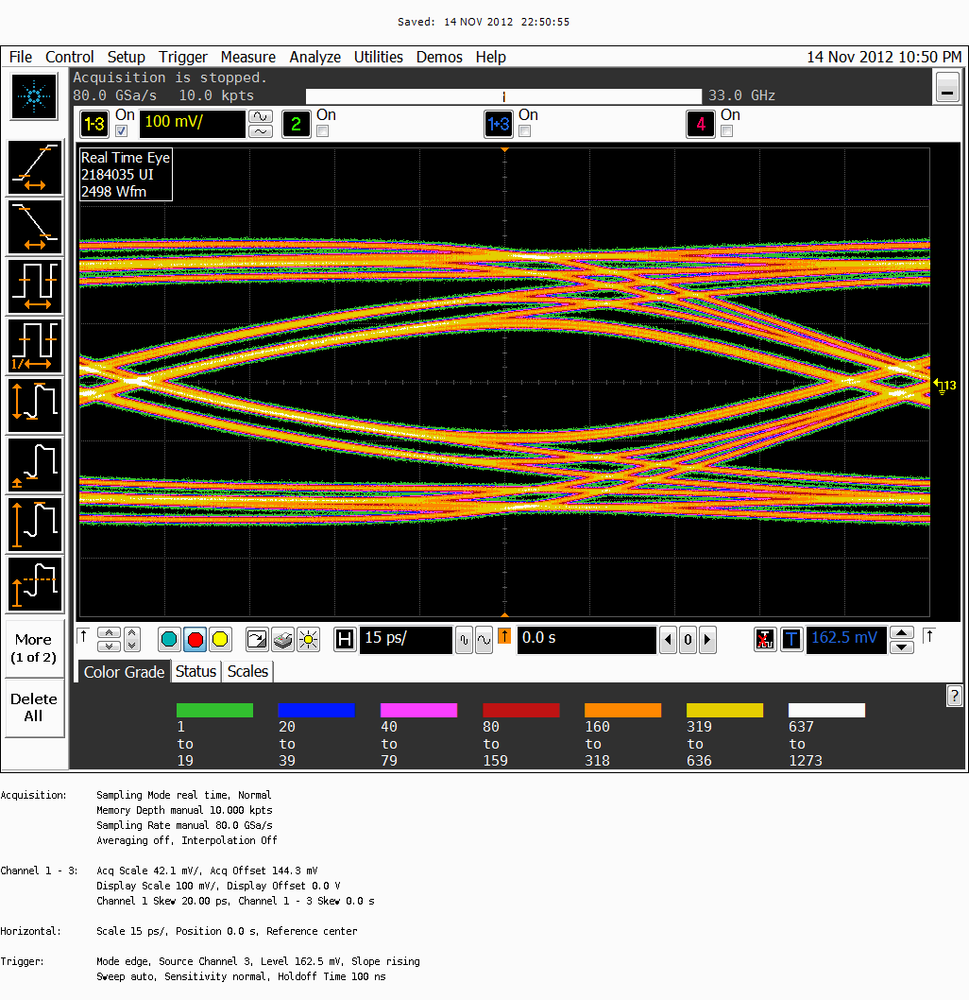 Saved: 14 NOV 2012 22:50:55
File Control Setup Trigger Measure Analyze Utilities Demos Help 14 Nov 2012 10:50 PM
Acquisition is stopped.
80.0 GSa/s 10.0 kpts 33.0 GHz
1-3 On 100 mV/ 2 On 1+3 On 4 On
Real Time Eye
2184035 UI
2498 Wfm
13
1/
More
(1 of 2)
Delete
All
H 15 ps/ 0.0 s 0 T 162.5 mV
Color Grade Status Scales
?
1 20 40 80 160 319 637
to to to to to to to
19 39 79 159 318 636 1273
Acquisition: Sampling Mode real time, Normal
Memory Depth manual 10.000 kpts
Sampling Rate manual 80.0 GSa/s
Averaging off, Interpolation Off
Channel 1 - 3: Acq Scale 42.1 mV/, Acq Offset 144.3 mV
Display Scale 100 mV/, Display Offset 0.0 V
Channel 1 Skew 20.00 ps, Channel 1 - 3 Skew 0.0 s
Horizontal: Scale 15 ps/, Position 0.0 s, Reference center
Trigger: Mode edge, Source Channel 3, Level 162.5 mV, Slope rising
Sweep auto, Sensitivity normal, Holdoff Time 100 ns